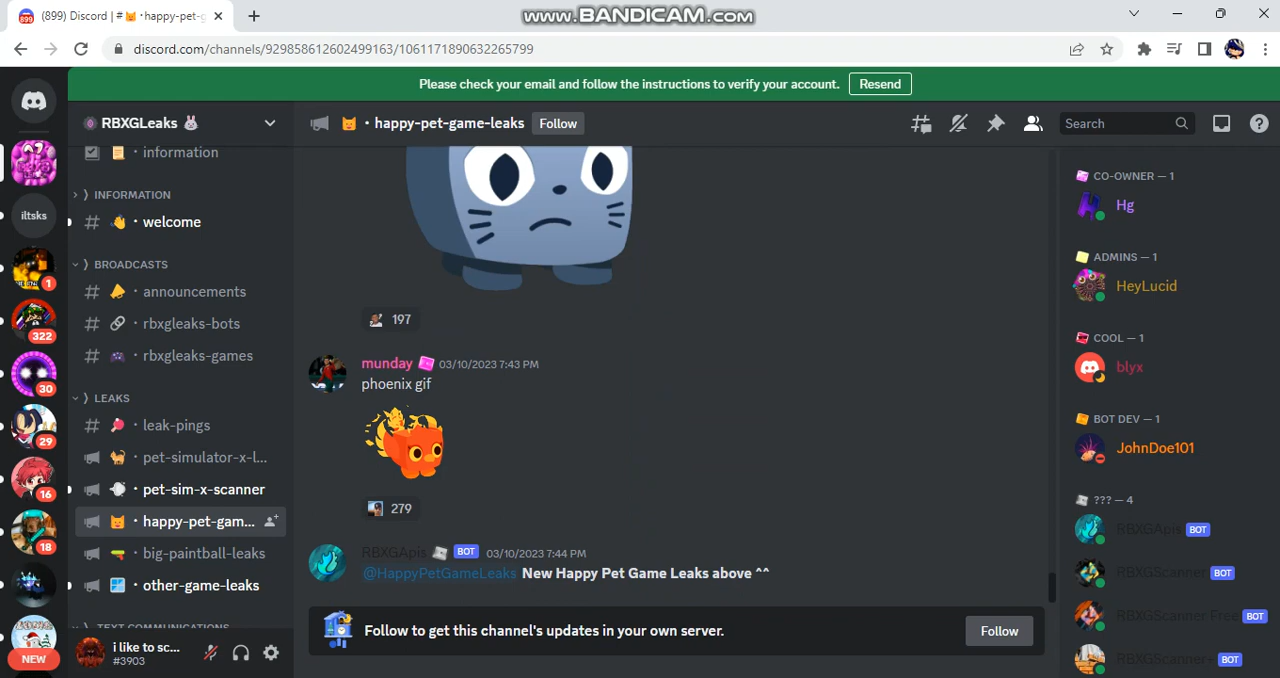 (899) Discord | #
happy-pet-g
www.BANDICAM.com
discord.com/channels/929858612602499163/1061171890632265799
Please check your email and follow the instructions to verify your account.
Resend
RBXGLeaks
• happy-pet-game-leaks
Follow
Search
• information
⟩ INFORMATION
• welcome
⟩ BROADCASTS
• announcements
• rbxgleaks-bots
• rbxgleaks-games
⟩ LEAKS
• leak-pings
• pet-simulator-x-l...
• pet-sim-x-scanner
• happy-pet-gam...
• big-paintball-leaks
• other-game-leaks
⟩ TEXT COMMUNICATIONS
iltsks
1
322
30
29
16
18
NEW
i like to sc...
#3903
197
munday 03/10/2023 7:43 PM
phoenix gif
279
RBXGApis BOT 03/10/2023 7:44 PM
@HappyPetGameLeaks New Happy Pet Game Leaks above ^^
Follow to get this channel's updates in your own server.
Follow
CO-OWNER — 1
Hg
ADMINS — 1
HeyLucid
COOL — 1
blyx
BOT DEV — 1
JohnDoe101
??? — 4
RBXGApis BOT
RBXGScanner BOT
RBXGScanner Free BOT
RBXGScanner+ BOT